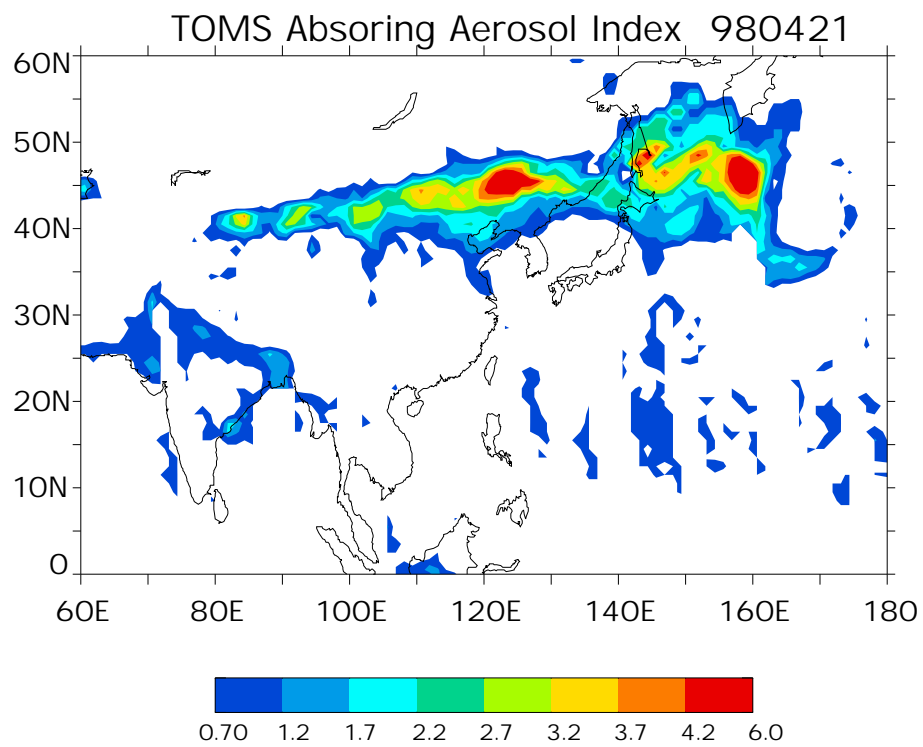 TOMS Absoring Aerosol Index 980421
60N
50N
40N
30N
20N
10N
0
60E 80E 100E 120E 140E 160E 180
0.70 1.2 1.7 2.2 2.7 3.2 3.7 4.2 6.0